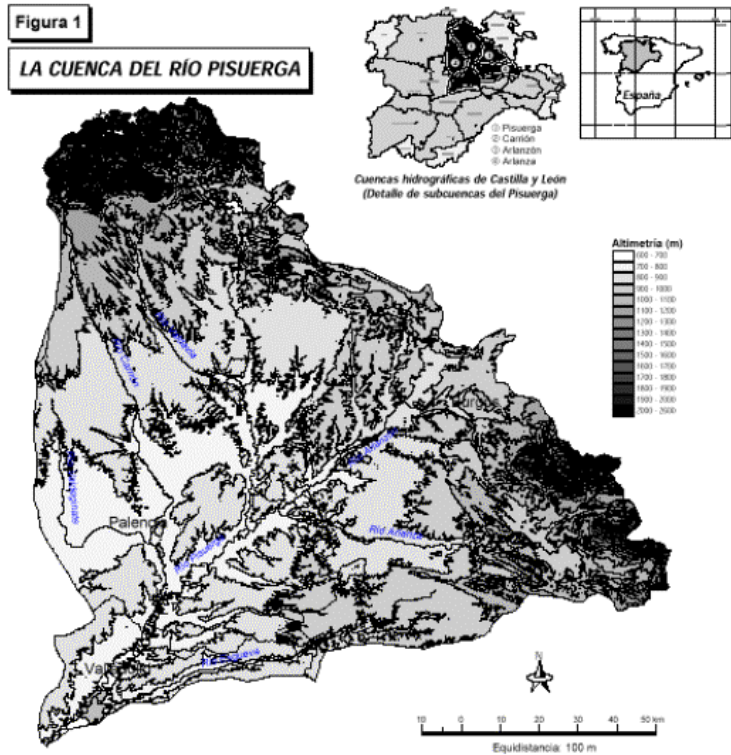 Figura 1
LA CUENCA DEL RÍO PISUERGA
① Pisuerga
② Carrión
③ Arlanzón
④ Arlanza
Cuencas hidrográficas de Castilla y León
(Detalle de subcuencas del Pisuerga)
España
Altimetría (m)
600 - 700
700 - 800
800 - 900
900 - 1000
1000 - 1100
1100 - 1200
1200 - 1300
1300 - 1400
1400 - 1500
1500 - 1600
1600 - 1700
1700 - 1800
1800 - 1900
1900 - 2000
2000 - 2600
Río Carrión
Burgos
Río Arlanzón
Palencia
Río Pisuerga
Río Arlanza
Río Esgueva
N
10 0 10 20 30 40 50 km
Equidistancia: 100 m